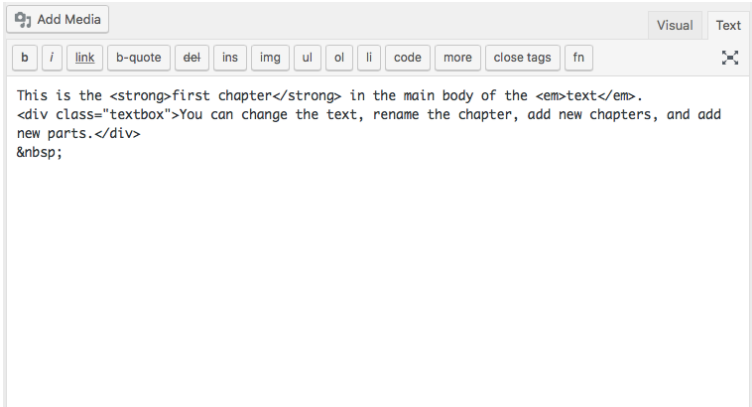 Add Media
Visual Text
b i link b-quote del ins img ul ol li code more close tags fn
This is the <strong>first chapter</strong> in the main body of the <em>text</em>.
<div class="textbox">You can change the text, rename the chapter, add new chapters, and add
new parts.</div>
&nbsp;